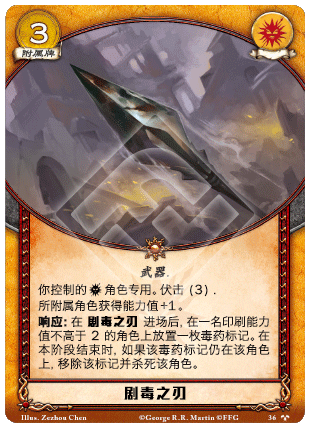 3
附属牌
武器.
你控制的 角色专用。伏击 (3) .
所附属角色获得能力值+1。
响应: 在 剧毒之刃 进场后, 在一名印刷能力
值不高于 2 的角色上放置一枚毒药标记。在
本阶段结束时, 如果该毒药标记仍在该角色
上, 移除该标记并杀死该角色。
剧毒之刃
Illus. Zezhou Chen ©George R.R. Martin ©FFG 36